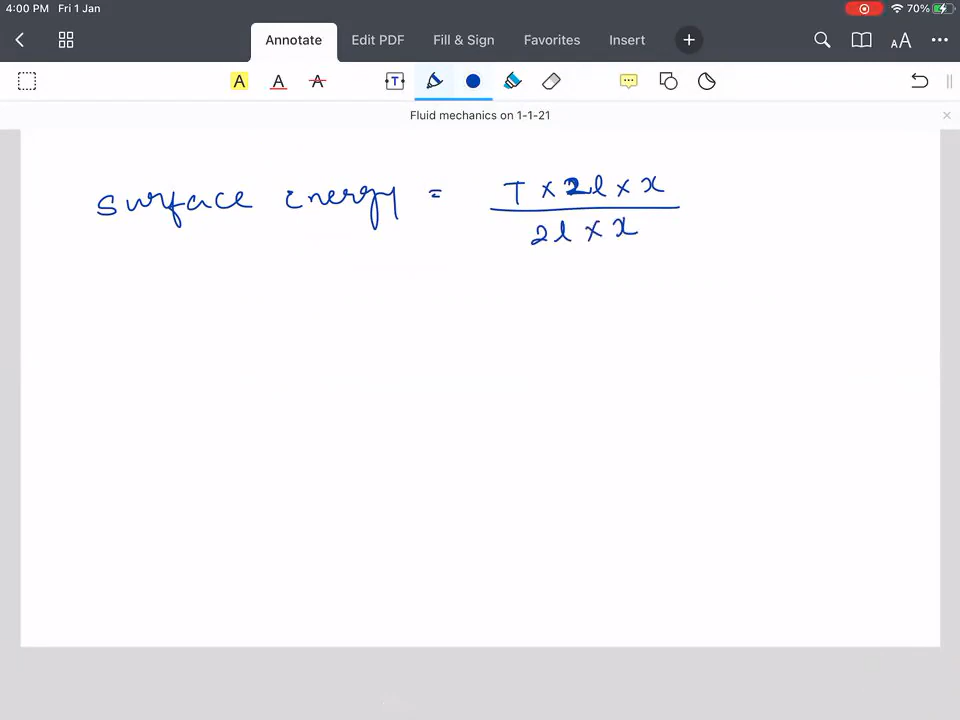 4:00 PM Fri 1 Jan 70%
Annotate Edit PDF Fill & Sign Favorites Insert
A A A T AA
Fluid mechanics on 1-1-21
Surface Energy = T × 2l × x
2l × x